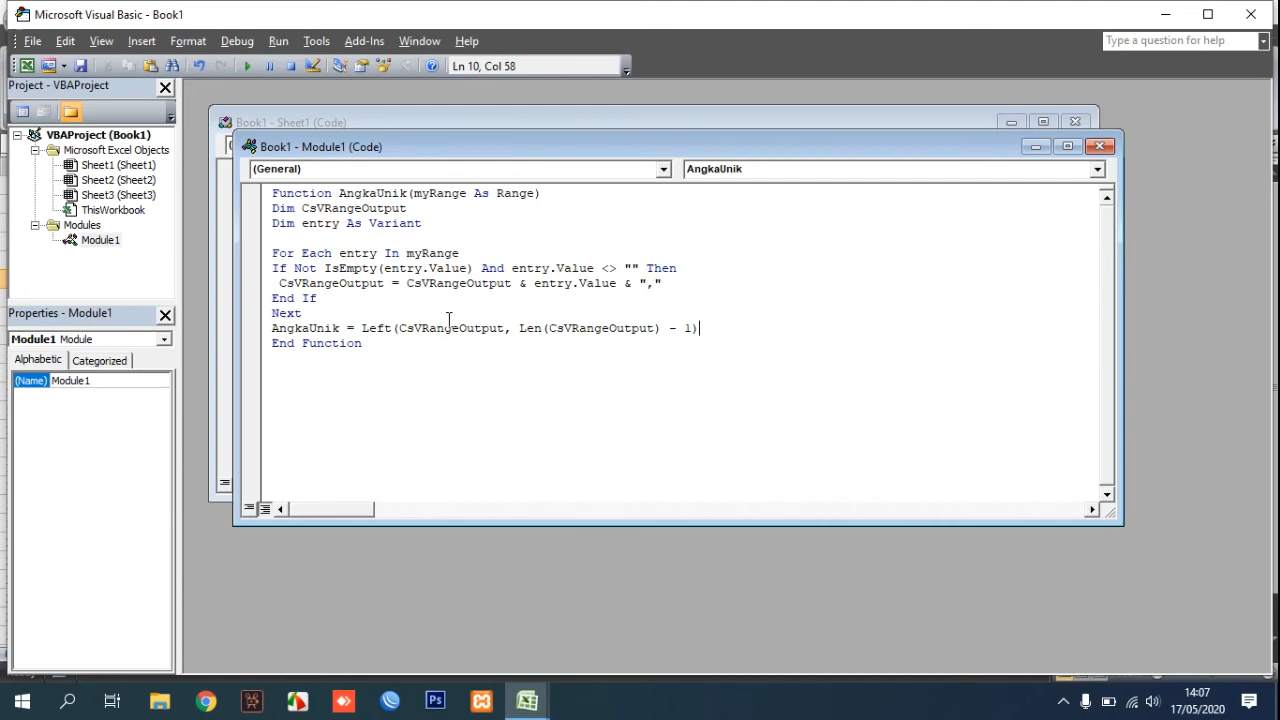 Microsoft Visual Basic - Book1
File Edit View Insert Format Debug Run Tools Add-Ins Window Help
Type a question for help
Ln 10, Col 58
Project - VBAProject
VBAProject (Book1)
Microsoft Excel Objects
Sheet1 (Sheet1)
Sheet2 (Sheet2)
Sheet3 (Sheet3)
ThisWorkbook
Modules
Module1
Properties - Module1
Module1 Module
Alphabetic Categorized
(Name) Module1
Book1 - Sheet1 (Code)
Book1 - Module1 (Code)
(General) AngkaUnik
Function AngkaUnik(myRange As Range)
Dim CsVRangeOutput
Dim entry As Variant
For Each entry In myRange
If Not IsEmpty(entry.Value) And entry.Value <> "" Then
CsVRangeOutput = CsVRangeOutput & entry.Value & ","
End If
Next
AngkaUnik = Left(CsVRangeOutput, Len(CsVRangeOutput) - 1)
End Function
Ps
14:07
17/05/2020